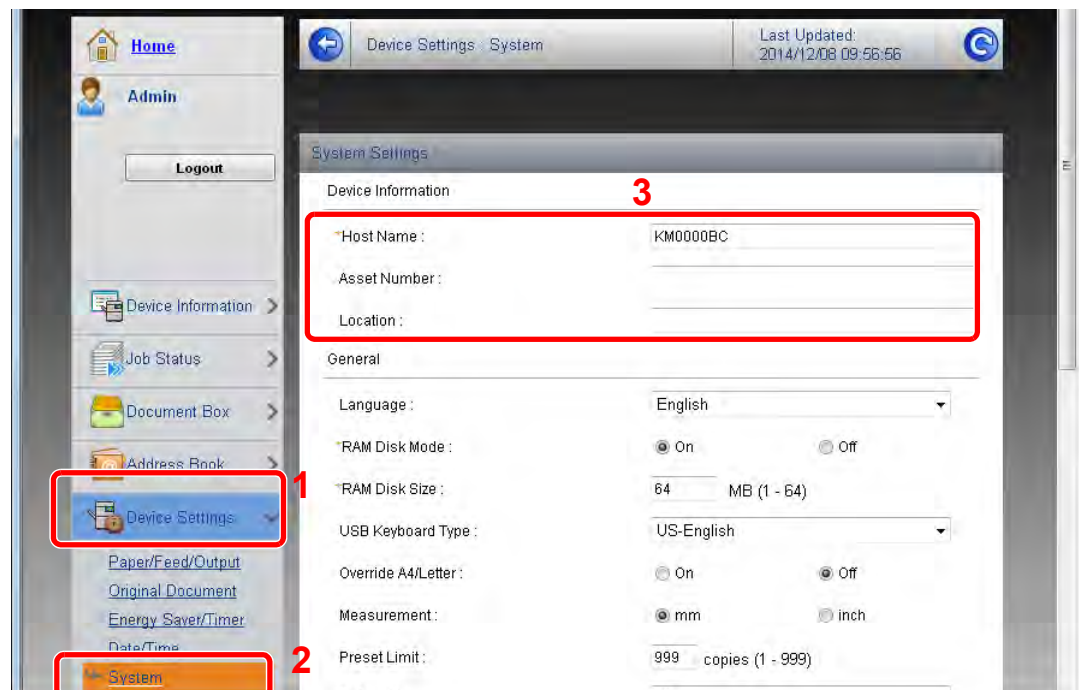 Home
Device Settings System
Last Updated:
2014/12/08 09:56:56
Admin
Logout
System Settings
Device Information
3
*Host Name :
KM0000BC
Asset Number :
Location :
Device Information
Job Status
General
Document Box
Language :
English
*RAM Disk Mode :
On
Off
Address Book
1
*RAM Disk Size :
64
MB (1 - 64)
Device Settings
USB Keyboard Type :
US-English
Paper/Feed/Output
Override A4/Letter :
On
Off
Original Document
Energy Saver/Timer
Measurement :
mm
inch
Date/Time
2
Preset Limit :
999
copies (1 - 999)
System